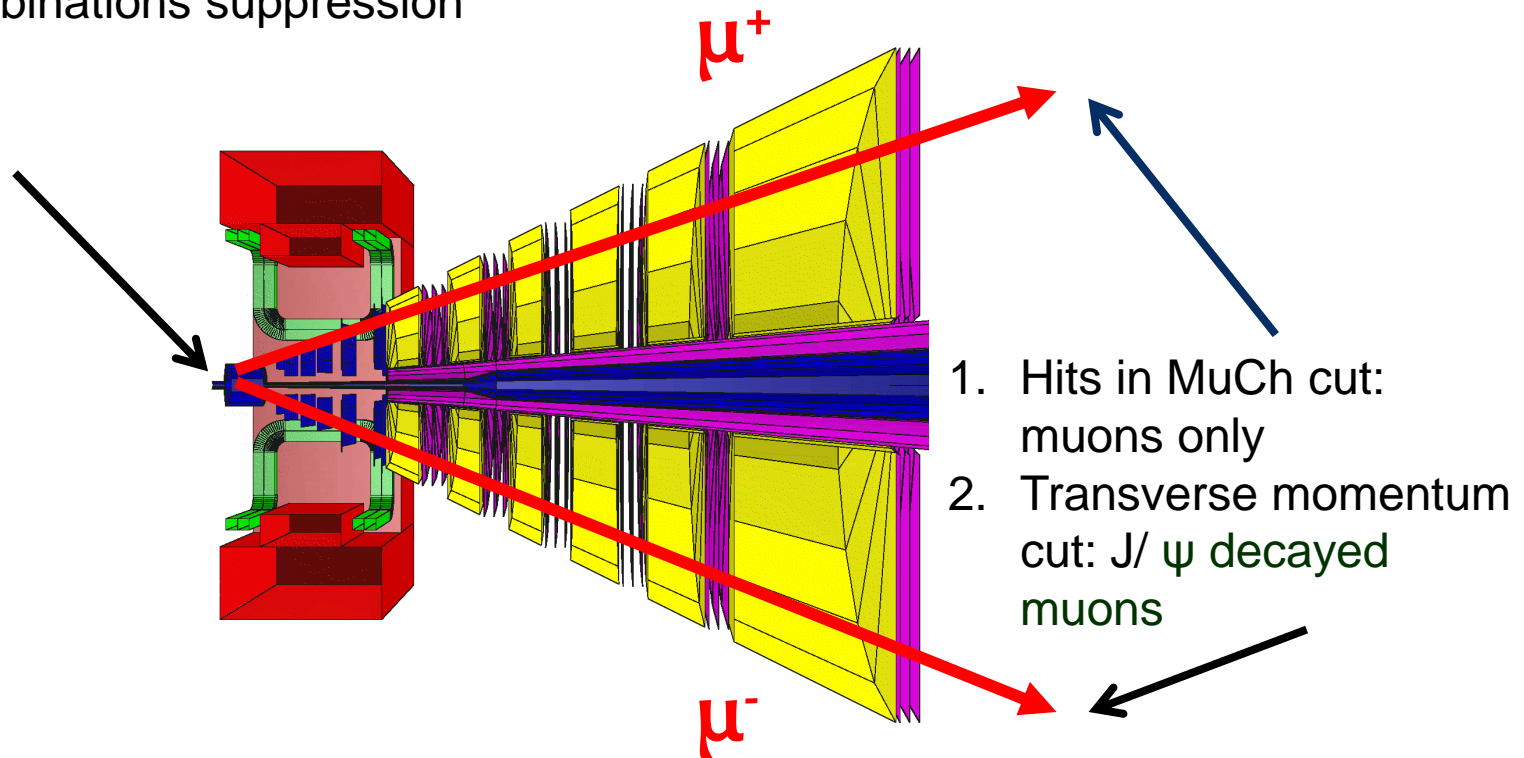 binations suppression
μ+
1. Hits in MuCh cut:
muons only
2. Transverse momentum
cut: J/ ψ decayed
muons
μ-